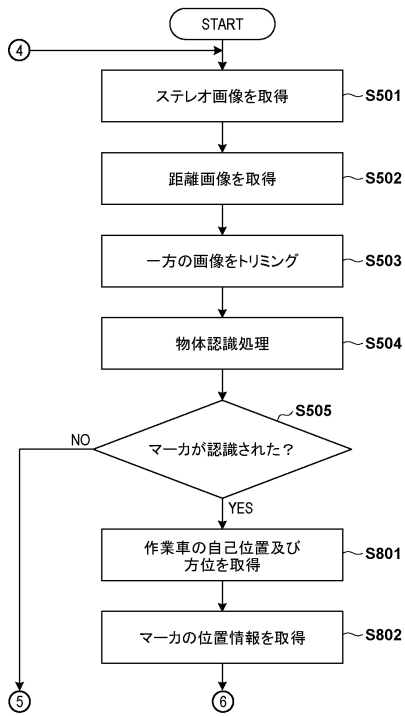 START
④
ステレオ画像を取得
S501
距離画像を取得
S502
一方の画像をトリミング
S503
物体認識処理
S504
S505
NO
マーカが認識された？
YES
作業車の自己位置及び
方位を取得
S801
マーカの位置情報を取得
S802
⑤
⑥